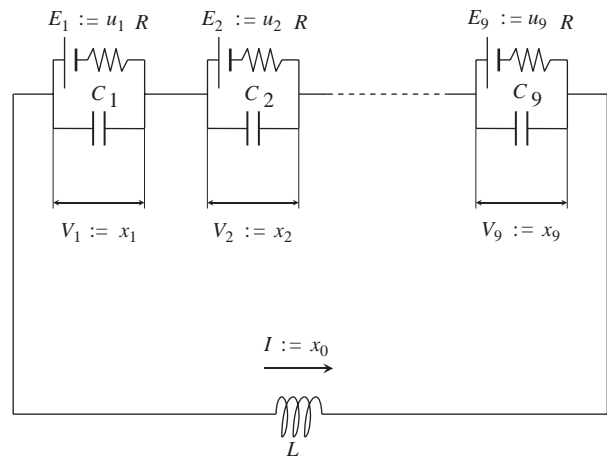 E1 := u1 R E2 := u2 R E9 := u9 R
C1 C2 C9
V1 := x1 V2 := x2 V9 := x9
I := x0
L